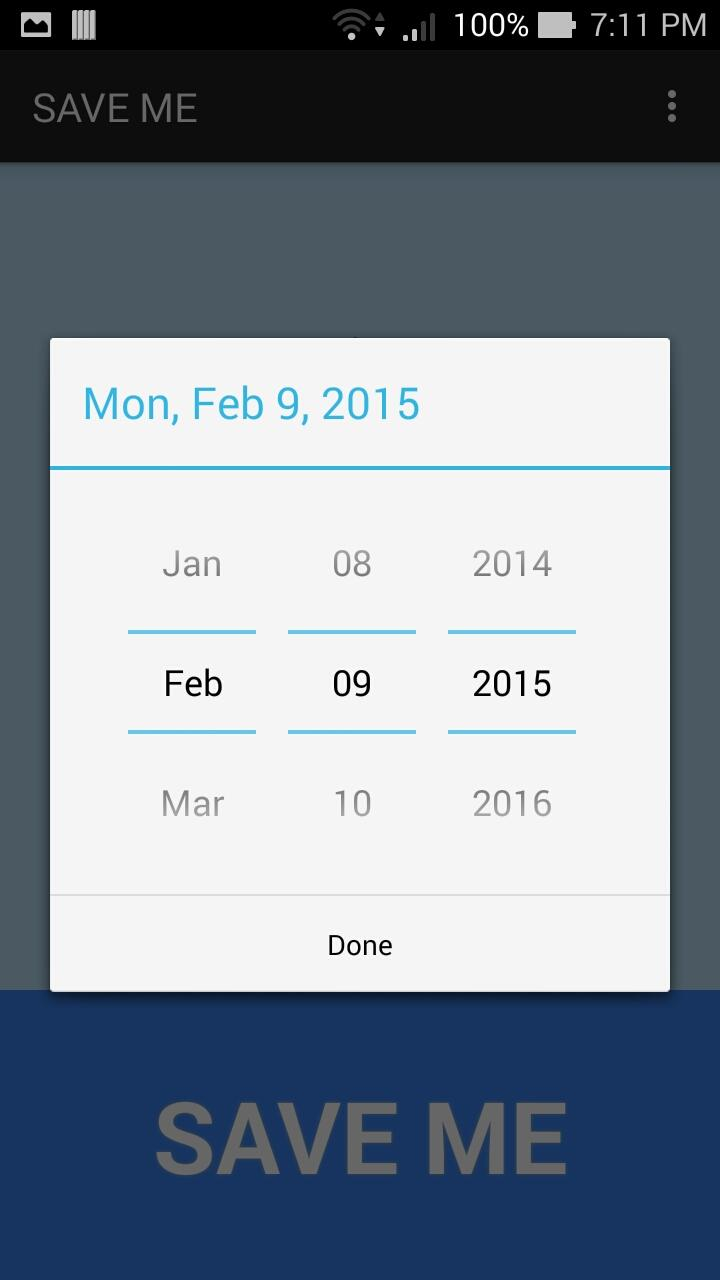 100% 7:11 PM
SAVE ME
Mon, Feb 9, 2015
Jan 08 2014
Feb 09 2015
Mar 10 2016
Done
SAVE ME